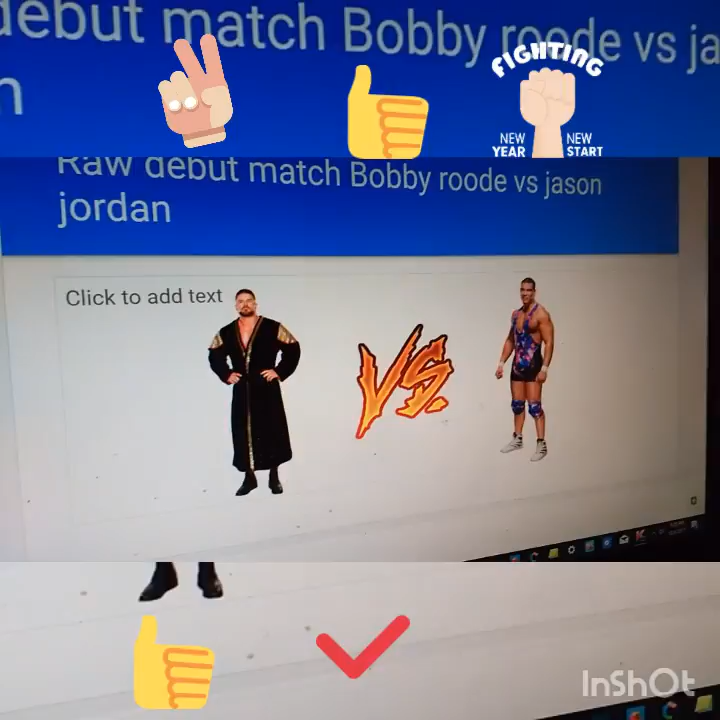 debut match Bobby roode vs ja
n
FIGHTING
NEW YEAR
NEW START
Raw debut match Bobby roode vs jason
jordan
Click to add text
VS.
InShOt